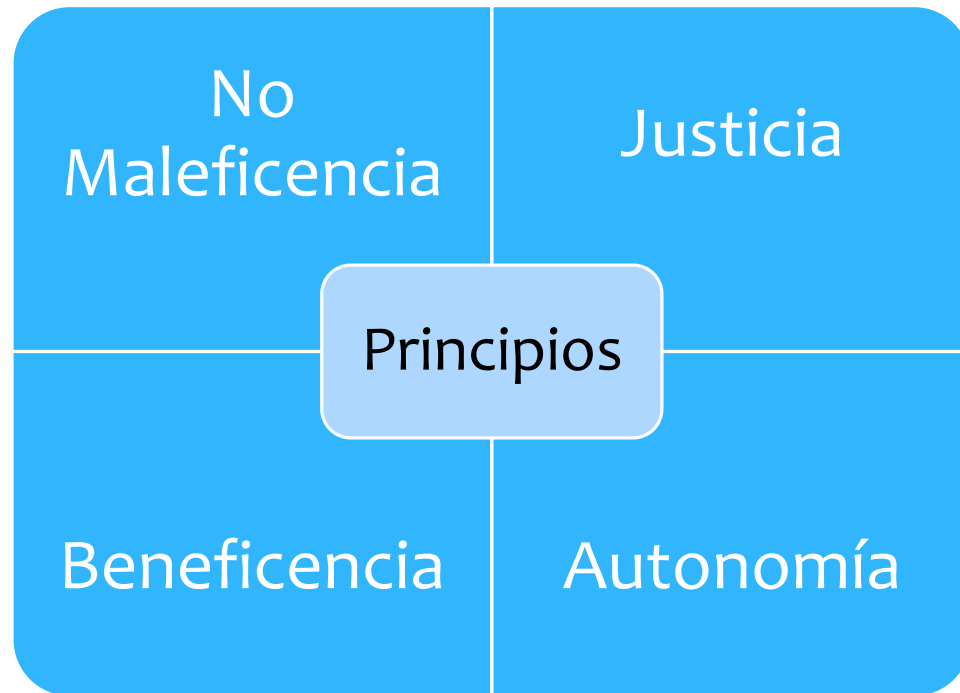 No
Maleficencia
Justicia
Principios
Beneficencia
Autonomía